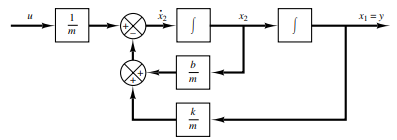 u
1/m
+
−
ẋ₂
∫
x₂
∫
x₁ = y
+
+
b/m
k/m